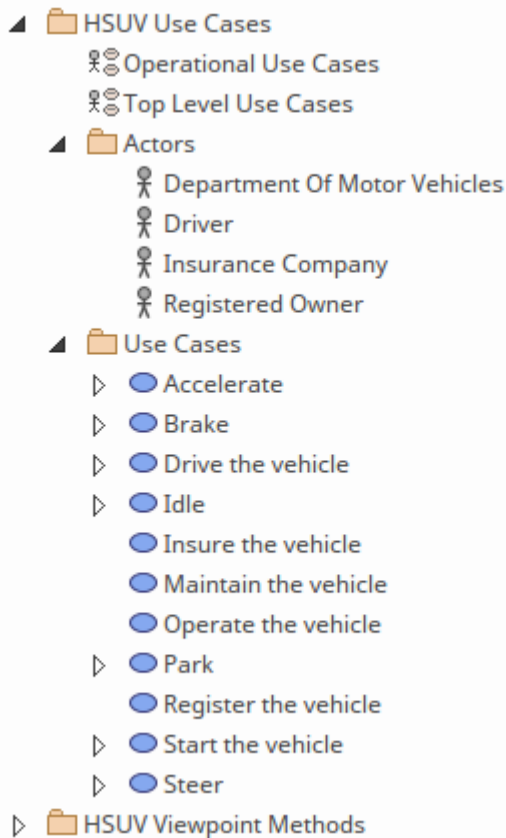 HSUV Use Cases
Operational Use Cases
Top Level Use Cases
Actors
Department Of Motor Vehicles
Driver
Insurance Company
Registered Owner
Use Cases
Accelerate
Brake
Drive the vehicle
Idle
Insure the vehicle
Maintain the vehicle
Operate the vehicle
Park
Register the vehicle
Start the vehicle
Steer
HSUV Viewpoint Methods